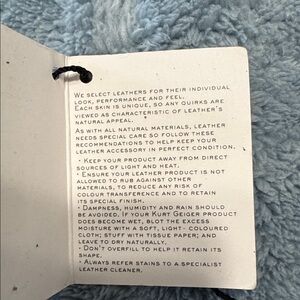 We select leathers for their individual
look, performance and feel.
Each skin is unique, so any quirks are
viewed as characteristic of leather's
natural appeal.
As with all natural materials, leather
needs special care so follow these
recommendations to help keep your
leather accessory in perfect condition.
• Keep your product away from direct
sources of light and heat.
• Ensure your leather product is not
allowed to rub against other
materials, to reduce any risk of
colour transference and to retain
its special finish.
• Dampness, humidity and rain should
be avoided. If your Kurt Geiger product
does become wet, blot the excess
moisture with a soft, light- coloured
cloth; stuff with tissue paper; and
leave to dry naturally.
• Don't overfill to help it retain its
shape.
• Always refer stains to a specialist
leather cleaner.